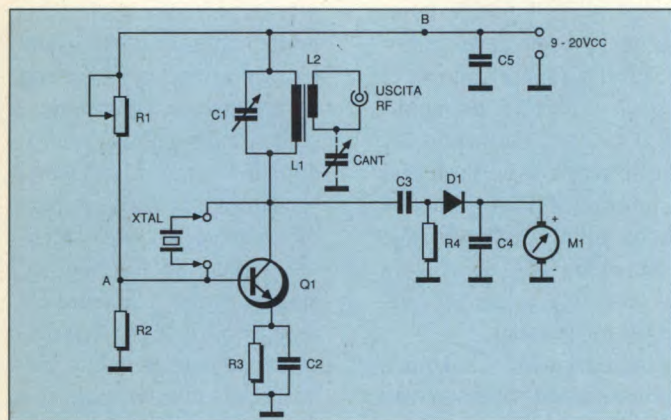 B
L2
9 - 20VCC
C5
USCITA
RF
C1
R1
L1
CANT.
C3
D1
XTAL
+
R4
C4
M1
A
Q1
R2
R3
C2